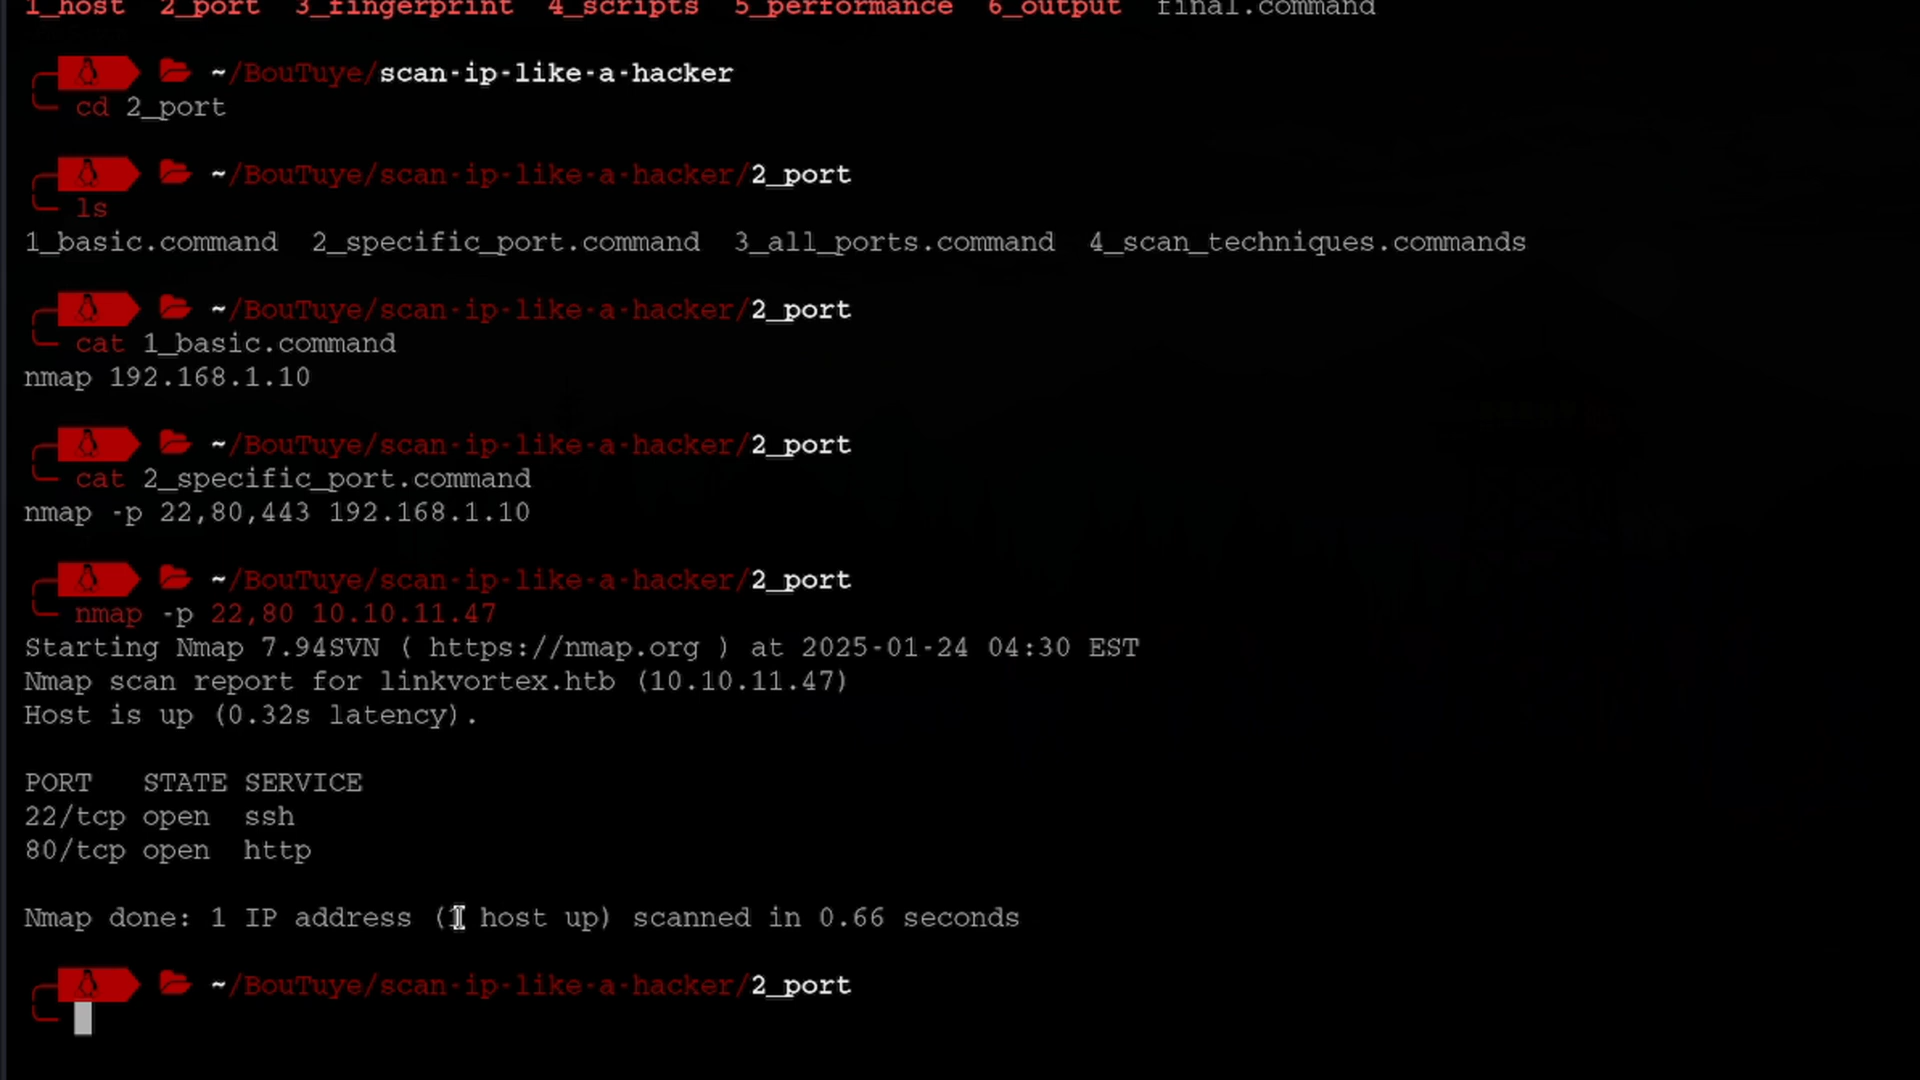 1_host  2_port  3_fingerprint  4_scripts  5_performance  6_output  final.command
~/BouTuye/scan-ip-like-a-hacker
cd 2_port
~/BouTuye/scan-ip-like-a-hacker/2_port
ls
1_basic.command  2_specific_port.command  3_all_ports.command  4_scan_techniques.commands
~/BouTuye/scan-ip-like-a-hacker/2_port
cat 1_basic.command
nmap 192.168.1.10
~/BouTuye/scan-ip-like-a-hacker/2_port
cat 2_specific_port.command
nmap -p 22,80,443 192.168.1.10
~/BouTuye/scan-ip-like-a-hacker/2_port
nmap -p 22,80 10.10.11.47
Starting Nmap 7.94SVN ( https://nmap.org ) at 2025-01-24 04:30 EST
Nmap scan report for linkvortex.htb (10.10.11.47)
Host is up (0.32s latency).
PORT   STATE SERVICE
22/tcp open  ssh
80/tcp open  http
Nmap done: 1 IP address (1 host up) scanned in 0.66 seconds
~/BouTuye/scan-ip-like-a-hacker/2_port